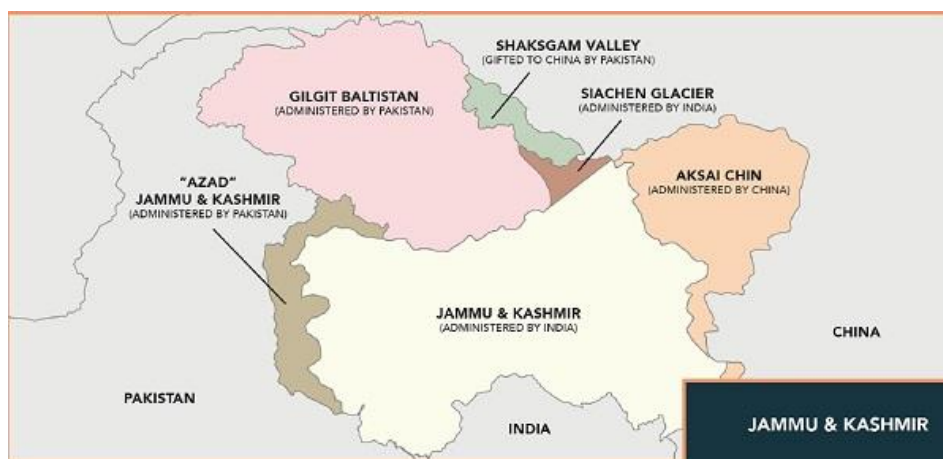 SHAKSGAM VALLEY
(GIFTED TO CHINA BY PAKISTAN)
GILGIT BALTISTAN
(ADMINISTERED BY PAKISTAN)
SIACHEN GLACIER
(ADMINISTERED BY INDIA)
AKSAI CHIN
(ADMINISTERED BY CHINA)
"AZAD"
JAMMU & KASHMIR
(ADMINISTERED BY PAKISTAN)
JAMMU & KASHMIR
(ADMINISTERED BY INDIA)
CHINA
PAKISTAN
INDIA
JAMMU & KASHMIR